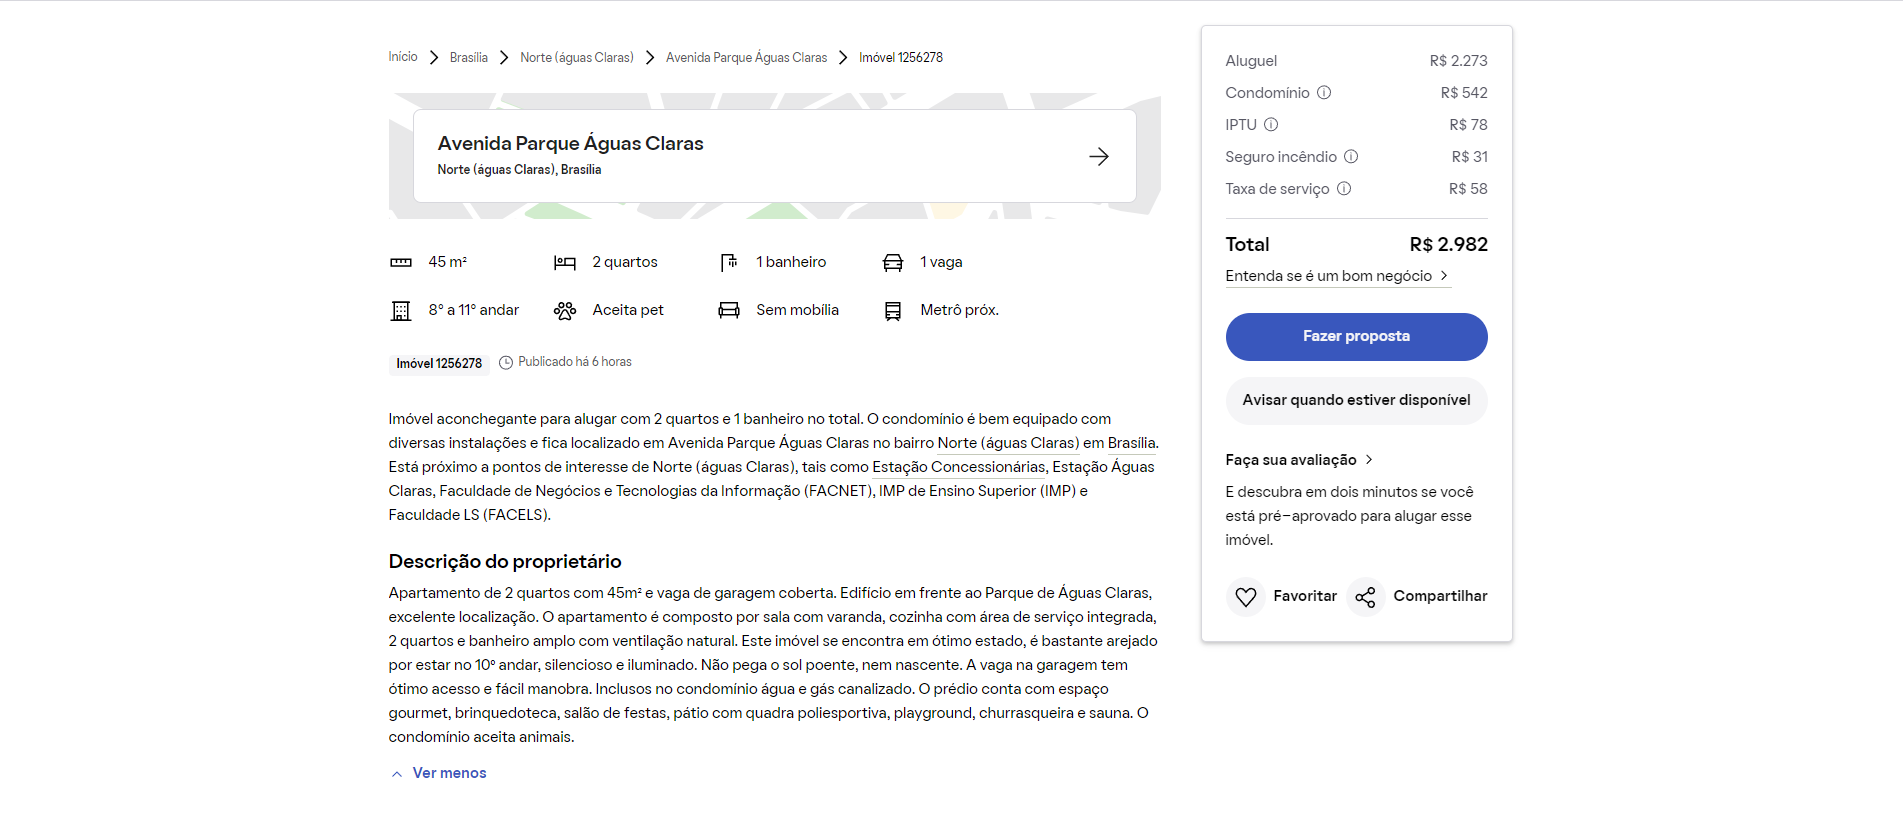 Início Brasília Norte (águas Claras) Avenida Parque Águas Claras Imóvel 1256278
Avenida Parque Águas Claras
Norte (águas Claras), Brasília
45 m² 2 quartos 1 banheiro 1 vaga
8° a 11° andar Aceita pet Sem mobília Metrô próx.
Imóvel 1256278 Publicado há 6 horas
Imóvel aconchegante para alugar com 2 quartos e 1 banheiro no total. O condomínio é bem equipado com
diversas instalações e fica localizado em Avenida Parque Águas Claras no bairro Norte (águas Claras) em Brasília.
Está próximo a pontos de interesse de Norte (águas Claras), tais como Estação Concessionárias, Estação Águas
Claras, Faculdade de Negócios e Tecnologias da Informação (FACNET), IMP de Ensino Superior (IMP) e
Faculdade LS (FACELS).
Descrição do proprietário
Apartamento de 2 quartos com 45m² e vaga de garagem coberta. Edifício em frente ao Parque de Águas Claras,
excelente localização. O apartamento é composto por sala com varanda, cozinha com área de serviço integrada,
2 quartos e banheiro amplo com ventilação natural. Este imóvel se encontra em ótimo estado, é bastante arejado
por estar no 10º andar, silencioso e iluminado. Não pega o sol poente, nem nascente. A vaga na garagem tem
ótimo acesso e fácil manobra. Inclusos no condomínio água e gás canalizado. O prédio conta com espaço
gourmet, brinquedoteca, salão de festas, pátio com quadra poliesportiva, playground, churrasqueira e sauna. O
condomínio aceita animais.
Ver menos
Aluguel R$ 2.273
Condomínio R$ 542
IPTU R$ 78
Seguro incêndio R$ 31
Taxa de serviço R$ 58
Total R$ 2.982
Entenda se é um bom negócio
Fazer proposta
Avisar quando estiver disponível
Faça sua avaliação
E descubra em dois minutos se você
está pré-aprovado para alugar esse
imóvel.
Favoritar Compartilhar